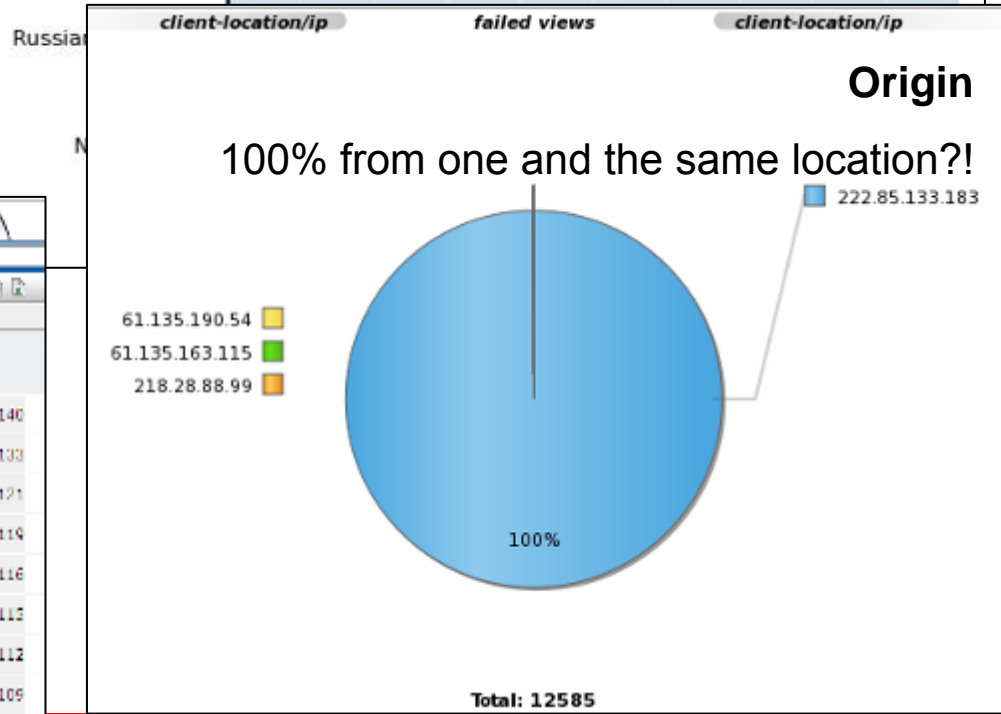 Russian
client-location/ip failed views client-location/ip
Origin
100% from one and the same location?!
222.85.133.183
61.135.190.54
61.135.163.115
218.28.88.99
100%
Total: 12585
140
133
121
119
116
113
112
109